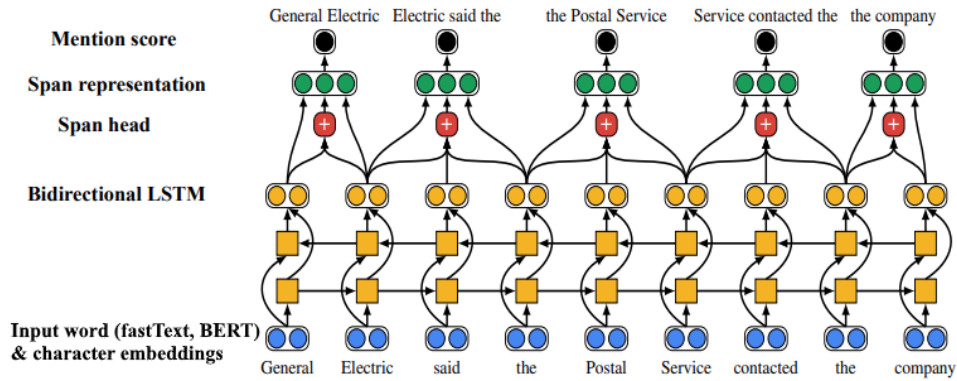 General Electric Electric said the the Postal Service Service contacted the the company
Mention score
Span representation
Span head
+ + + + +
Bidirectional LSTM
Input word (fastText, BERT)
& character embeddings
General Electric said the Postal Service contacted the company